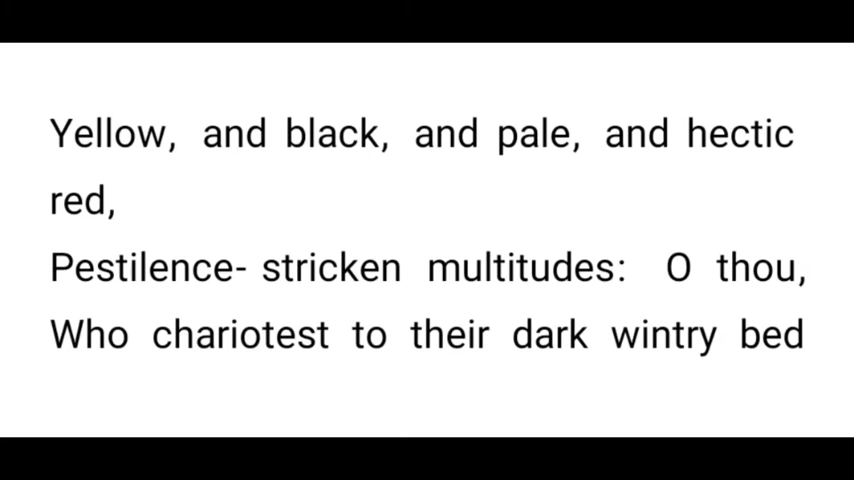 Yellow, and black, and pale, and hectic
red,
Pestilence- stricken multitudes: O thou,
Who chariotest to their dark wintry bed